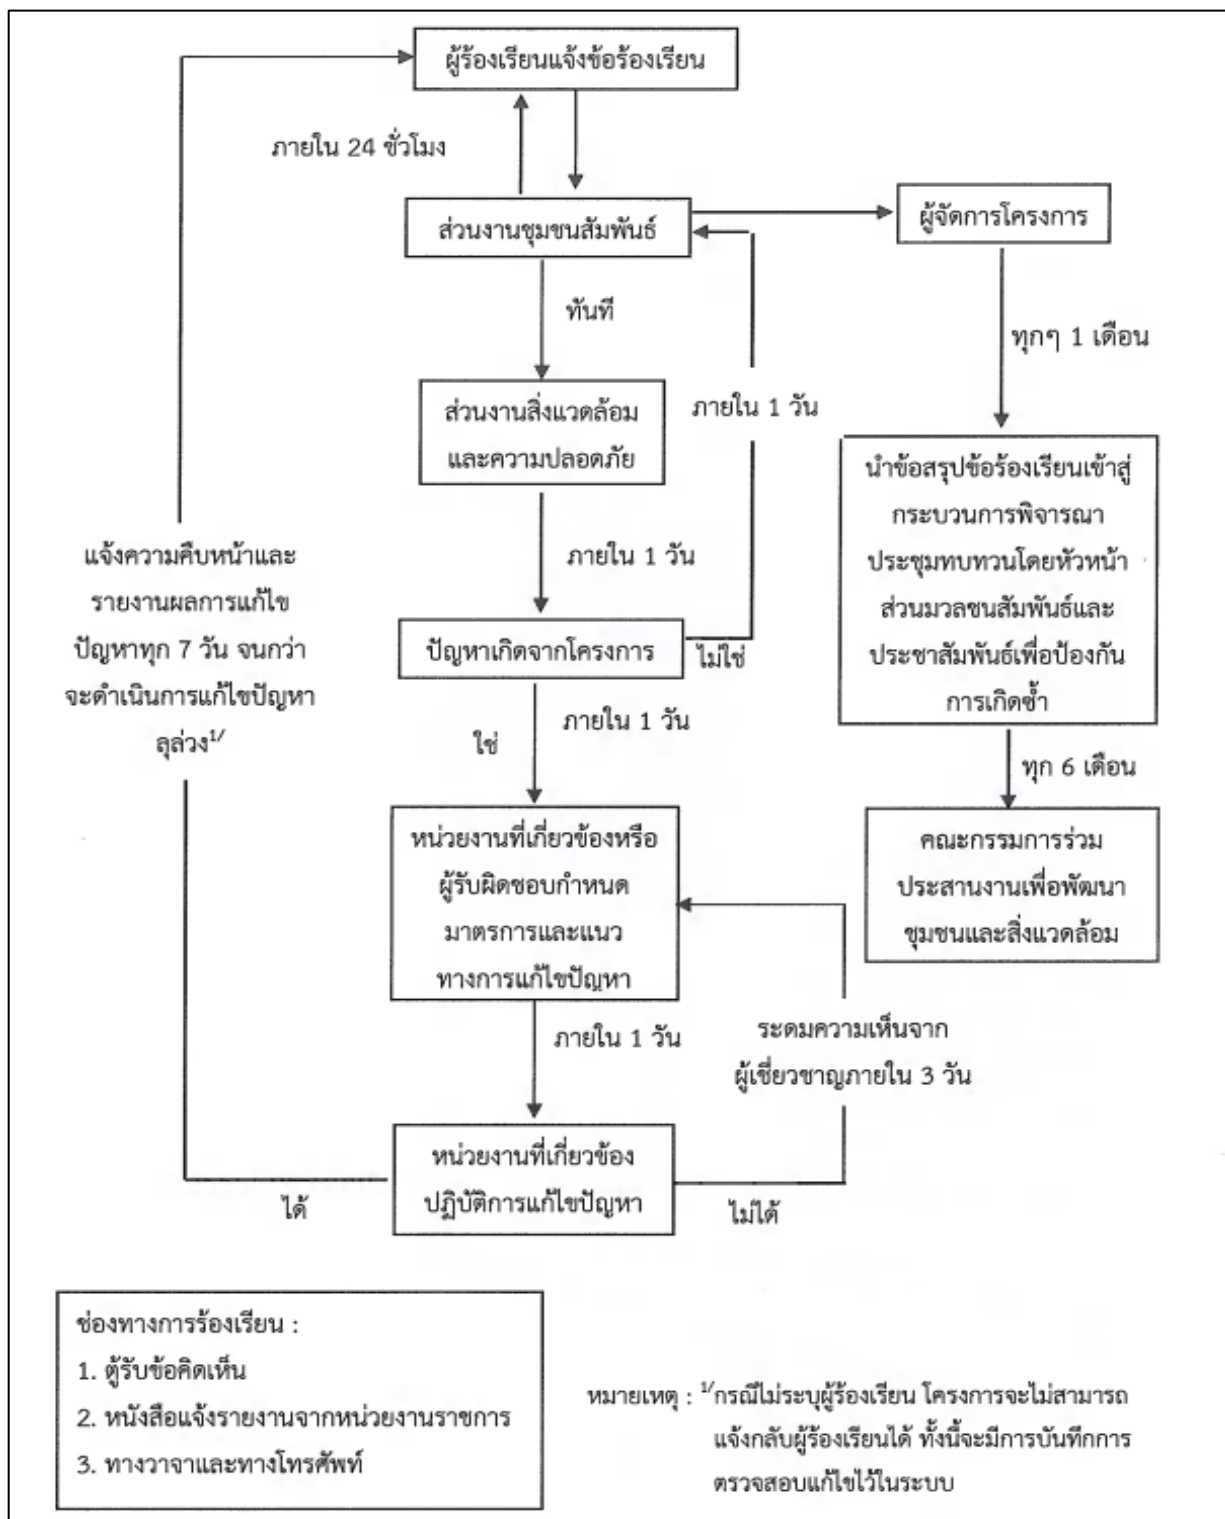 ผู้ร้องเรียนแจ้งข้อร้องเรียน
ภายใน 24 ชั่วโมง
ส่วนงานชุมชนสัมพันธ์
ผู้จัดการโครงการ
ทันที
ทุกๆ 1 เดือน
ส่วนงานสิ่งแวดล้อม
และความปลอดภัย
ภายใน 1 วัน
นำข้อสรุปข้อร้องเรียนเข้าสู่
กระบวนการพิจารณา
ประชุมทบทวนโดยหัวหน้า
ส่วนมวลชนสัมพันธ์และ
ประชาสัมพันธ์เพื่อป้องกัน
การเกิดซ้ำ
แจ้งความคืบหน้าและ
รายงานผลการแก้ไข
ปัญหาทุก 7 วัน จนกว่า
จะดำเนินการแก้ไขปัญหา
ลุล่วง1/
ภายใน 1 วัน
ปัญหาเกิดจากโครงการ
ไม่ใช่
ภายใน 1 วัน
ใช่
ทุก 6 เดือน
หน่วยงานที่เกี่ยวข้องหรือ
ผู้รับผิดชอบกำหนด
มาตรการและแนว
ทางการแก้ไขปัญหา
คณะกรรมการร่วม
ประสานงานเพื่อพัฒนา
ชุมชนและสิ่งแวดล้อม
ภายใน 1 วัน
ระดมความเห็นจาก
ผู้เชี่ยวชาญภายใน 3 วัน
หน่วยงานที่เกี่ยวข้อง
ปฏิบัติการแก้ไขปัญหา
ได้
ไม่ได้
ช่องทางการร้องเรียน :
1. ตู้รับข้อคิดเห็น
2. หนังสือแจ้งรายงานจากหน่วยงานราชการ
3. ทางวาจาและทางโทรศัพท์
หมายเหตุ : 1/กรณีไม่ระบุผู้ร้องเรียน โครงการจะไม่สามารถ
แจ้งกลับผู้ร้องเรียนได้ ทั้งนี้จะมีการบันทึกการ
ตรวจสอบแก้ไขไว้ในระบบ